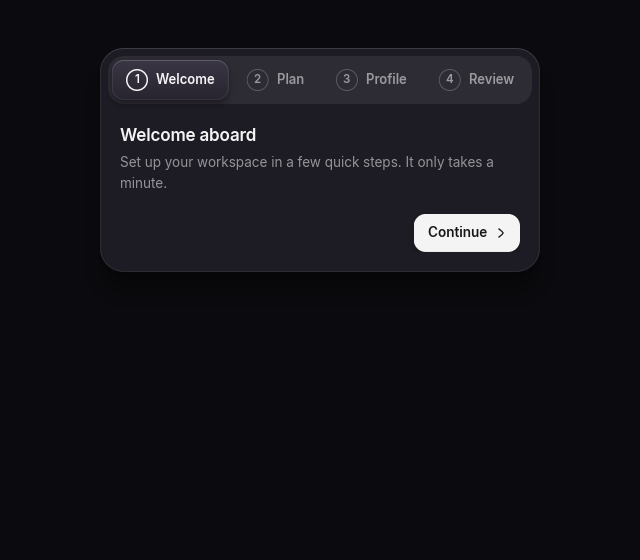 1 Welcome 2 Plan 3 Profile 4 Review
Welcome aboard
Set up your workspace in a few quick steps. It only takes a
minute.
Continue